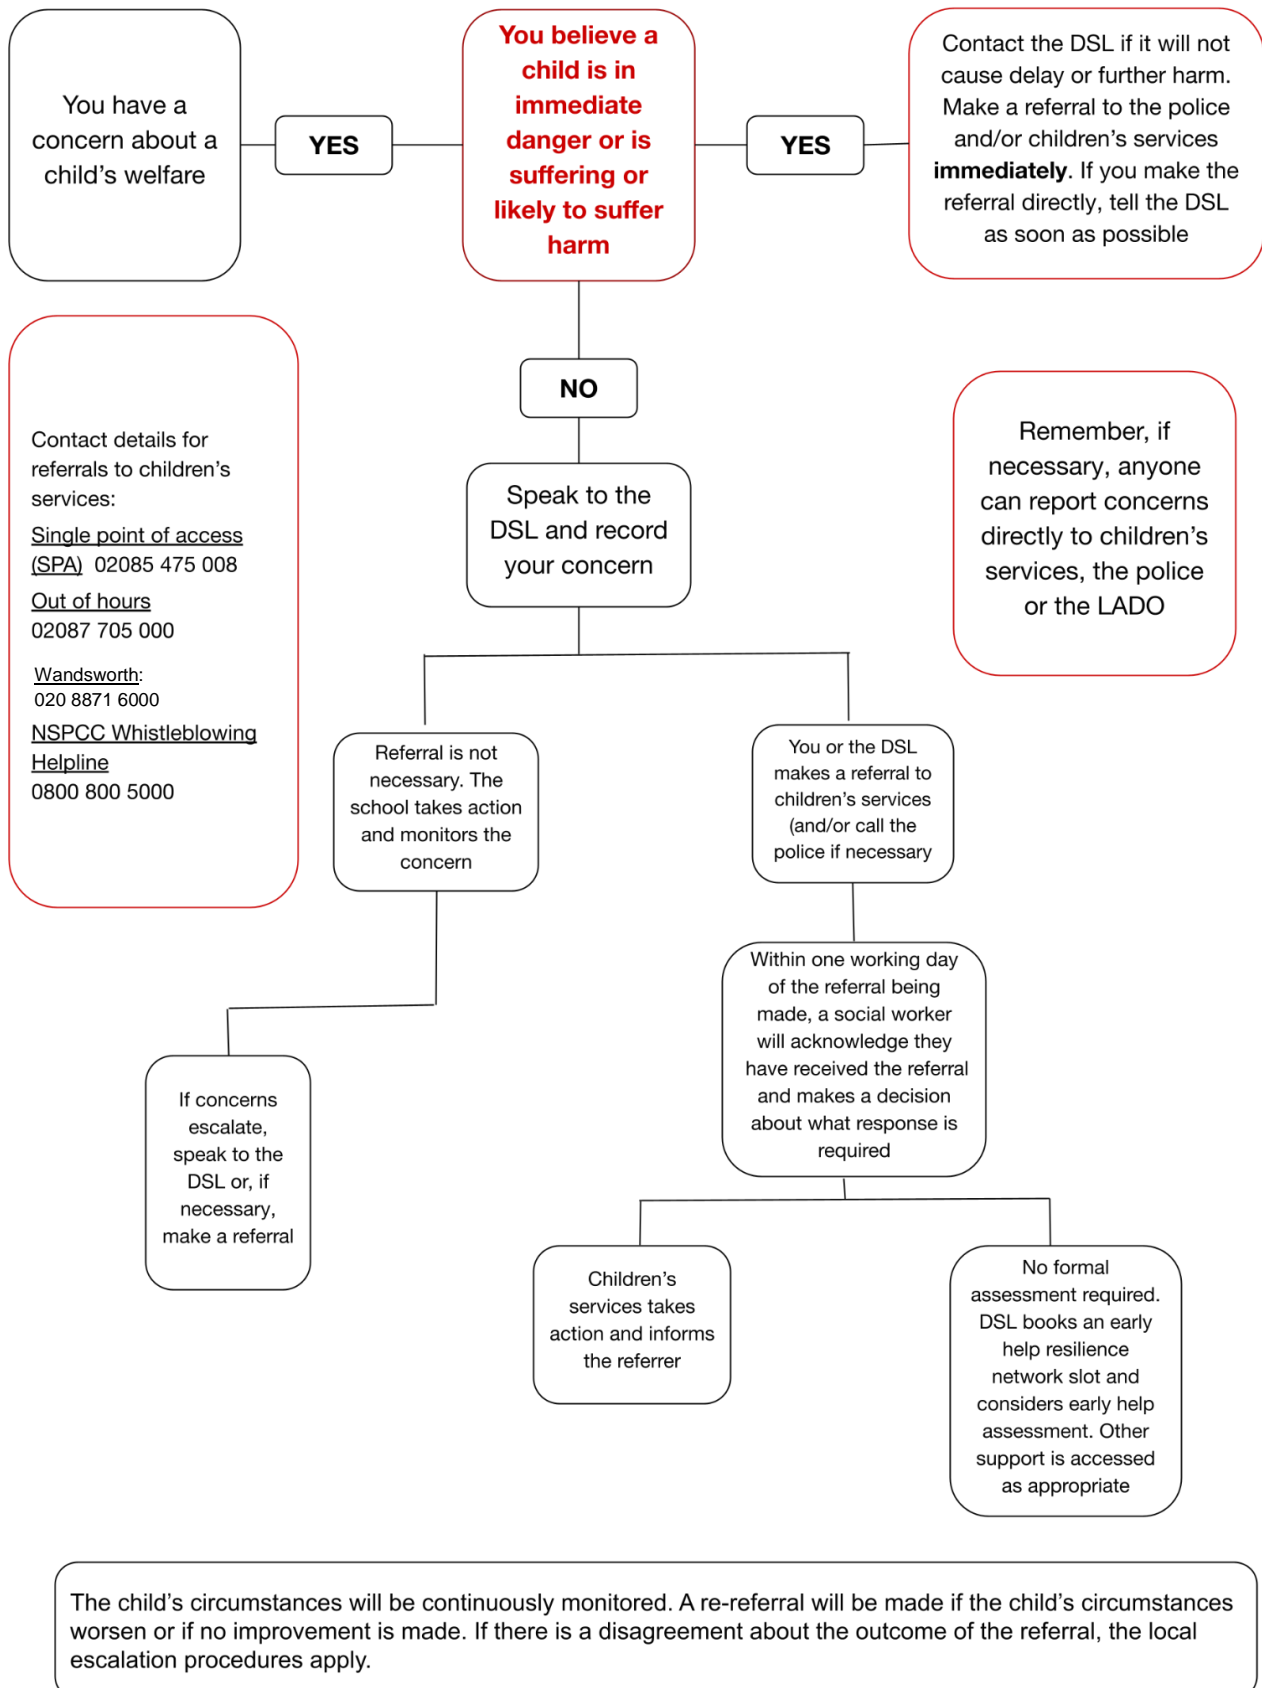 You have a
concern about a
child’s welfare
YES
You believe a
child is in
immediate
danger or is
suffering or
likely to suffer
harm
YES
Contact the DSL if it will not
cause delay or further harm.
Make a referral to the police
and/or children’s services
immediately. If you make the
referral directly, tell the DSL
as soon as possible
NO
Contact details for
referrals to children’s
services:
Single point of access
(SPA) 02085 475 008
Out of hours
02087 705 000
Wandsworth:
020 8871 6000
NSPCC Whistleblowing
Helpline
0800 800 5000
Speak to the
DSL and record
your concern
Remember, if
necessary, anyone
can report concerns
directly to children’s
services, the police
or the LADO
Referral is not
necessary. The
school takes action
and monitors the
concern
You or the DSL
makes a referral to
children’s services
(and/or call the
police if necessary
Within one working day
of the referral being
made, a social worker
will acknowledge they
have received the referral
and makes a decision
about what response is
required
If concerns
escalate,
speak to the
DSL or, if
necessary,
make a referral
Children’s
services takes
action and informs
the referrer
No formal
assessment required.
DSL books an early
help resilience
network slot and
considers early help
assessment. Other
support is accessed
as appropriate
The child’s circumstances will be continuously monitored. A re-referral will be made if the child’s circumstances
worsen or if no improvement is made. If there is a disagreement about the outcome of the referral, the local
escalation procedures apply.